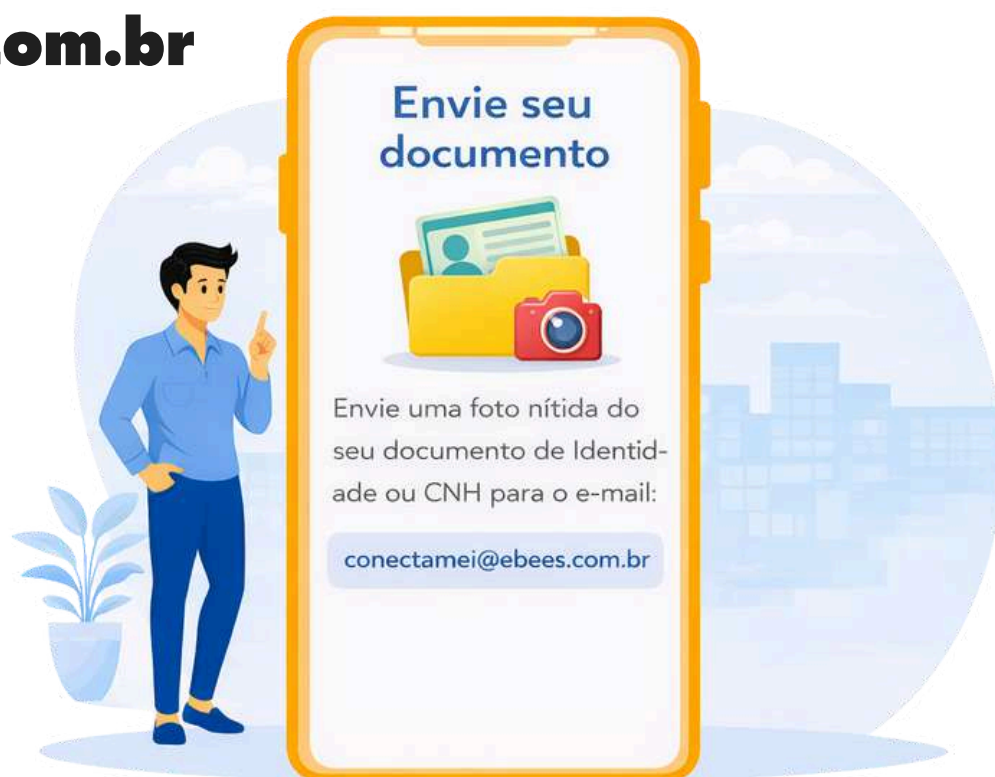 om.br
Envie seu
documento
Envie uma foto nítida do
seu documento de Identid-
ade ou CNH para o e-mail:
conectamei@ebees.com.br